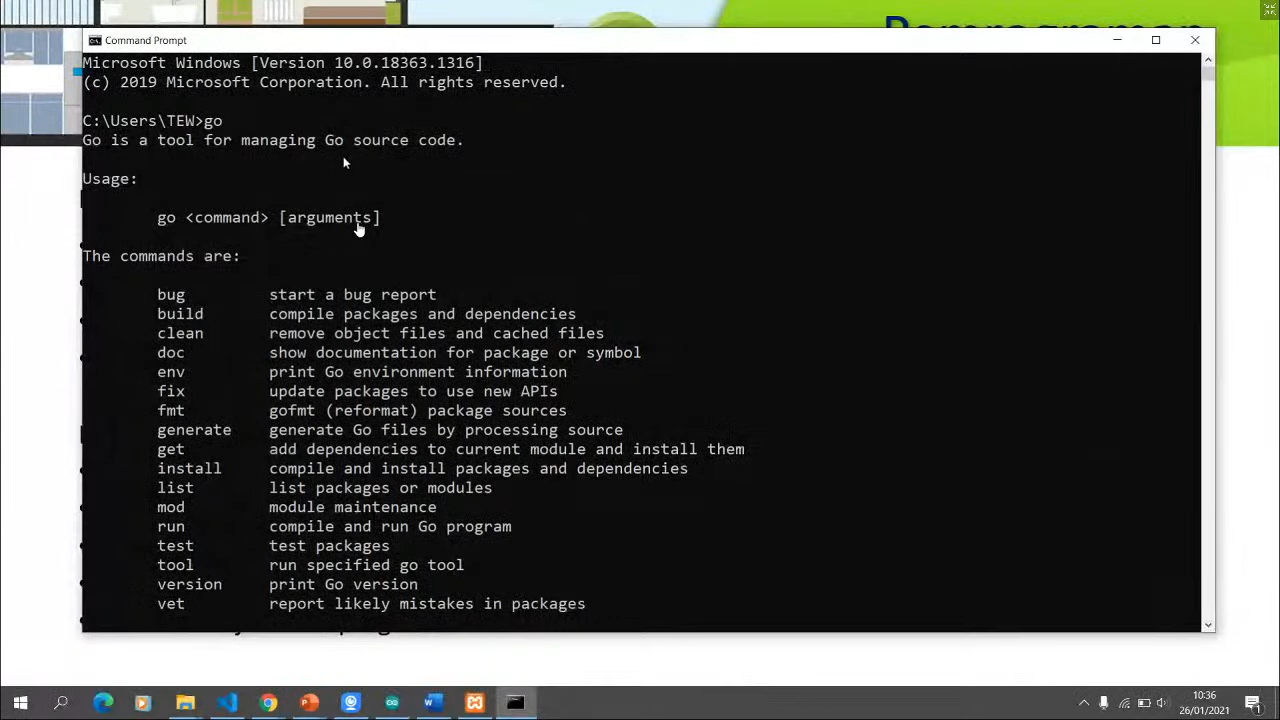 Pemrograman
Command Prompt
Microsoft Windows [Version 10.0.18363.1316]
(c) 2019 Microsoft Corporation. All rights reserved.
C:\Users\TEW>go
Go is a tool for managing Go source code.
Usage:
go <command> [arguments]
The commands are:
bug start a bug report
build compile packages and dependencies
clean remove object files and cached files
doc show documentation for package or symbol
env print Go environment information
fix update packages to use new APIs
fmt gofmt (reformat) package sources
generate generate Go files by processing source
get add dependencies to current module and install them
install compile and install packages and dependencies
list list packages or modules
mod module maintenance
run compile and run Go program
test test packages
tool run specified go tool
version print Go version
vet report likely mistakes in packages
10:36
26/01/2021